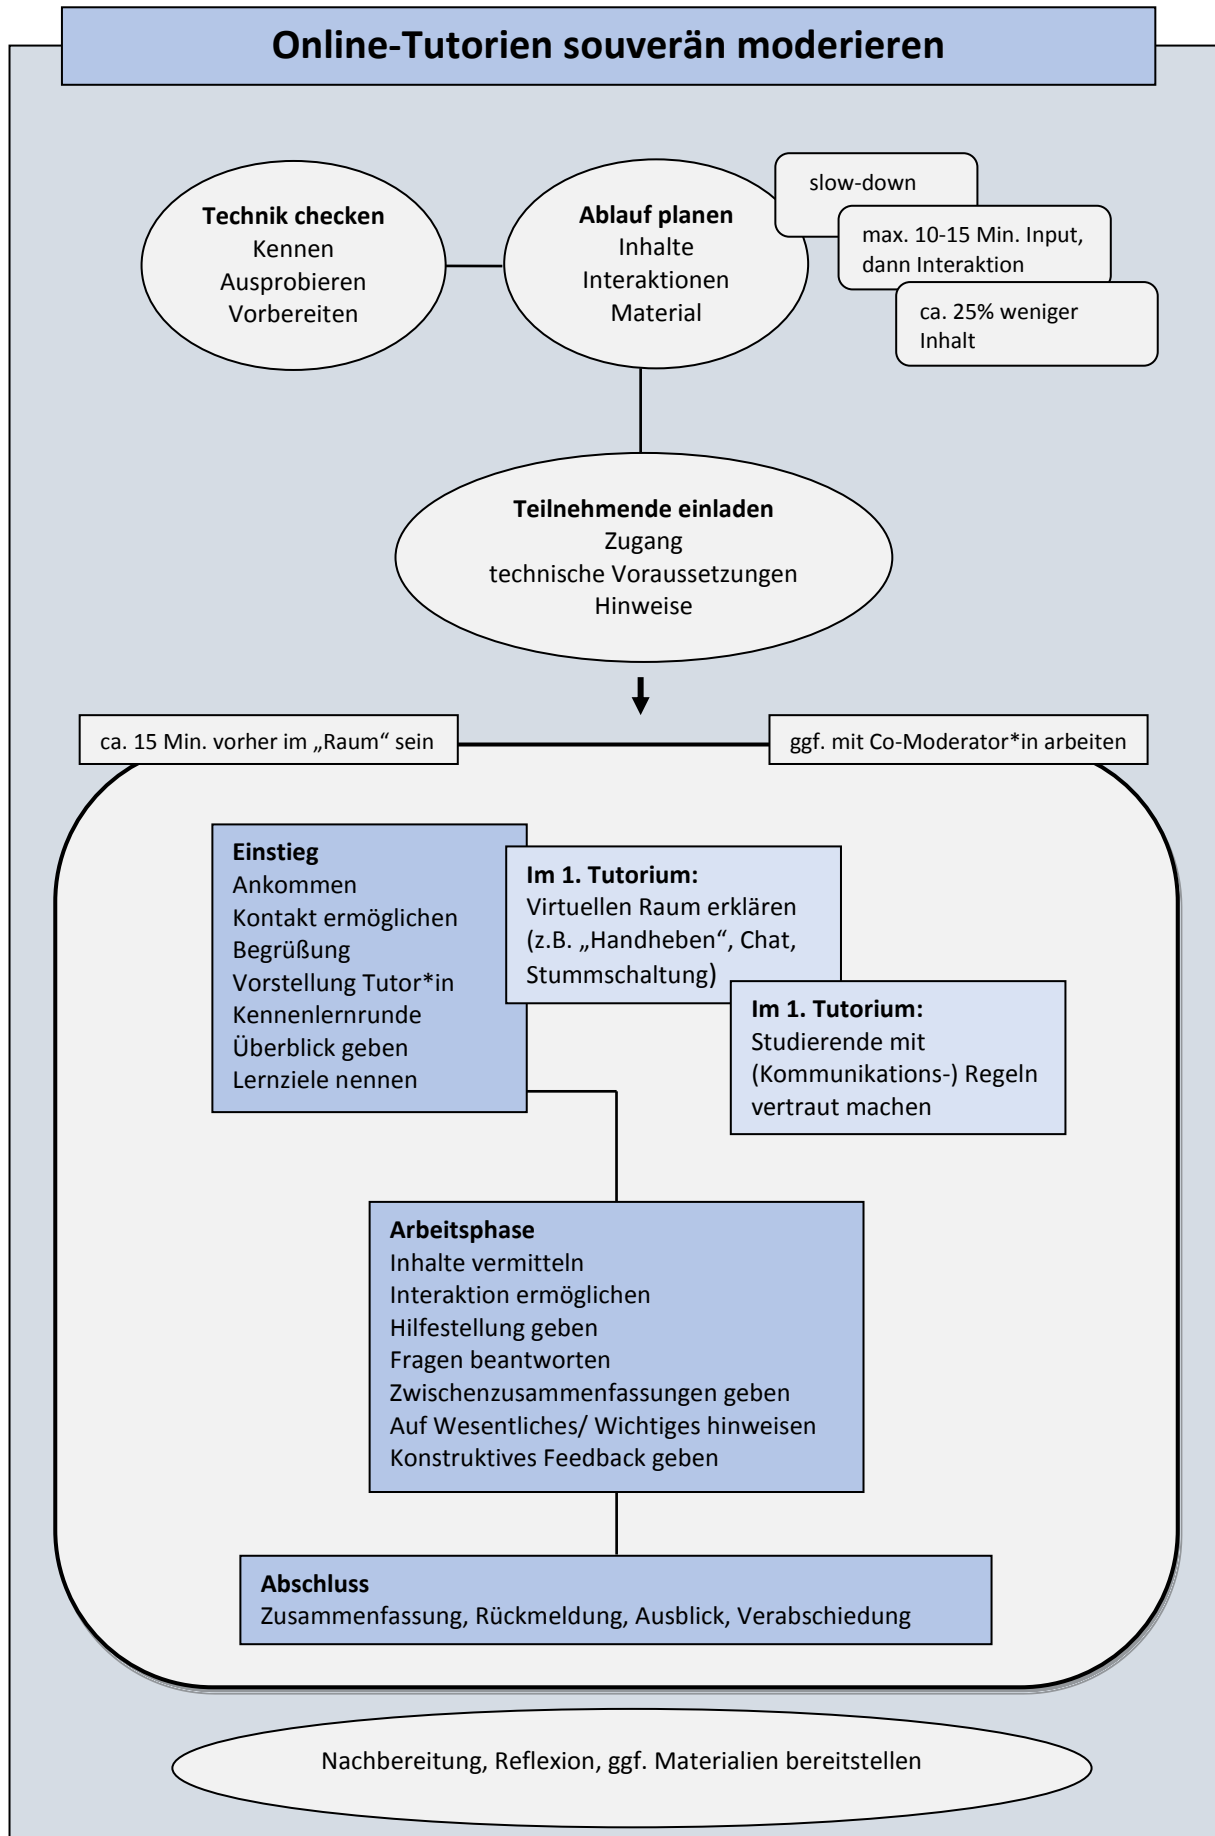 Online-Tutorien souverän moderieren
Technik checken
Kennen
Ausprobieren
Vorbereiten
Ablauf planen
Inhalte
Interaktionen
Material
slow-down
max. 10-15 Min. Input,
dann Interaktion
ca. 25% weniger
Inhalt
Teilnehmende einladen
Zugang
technische Voraussetzungen
Hinweise
ca. 15 Min. vorher im „Raum“ sein
ggf. mit Co-Moderator*in arbeiten
Einstieg
Ankommen
Kontakt ermöglichen
Begrüßung
Vorstellung Tutor*in
Kennenlernrunde
Überblick geben
Lernziele nennen
Im 1. Tutorium:
Virtuellen Raum erklären
(z.B. „Handheben“, Chat,
Stummschaltung)
Im 1. Tutorium:
Studierende mit
(Kommunikations-) Regeln
vertraut machen
Arbeitsphase
Inhalte vermitteln
Interaktion ermöglichen
Hilfestellung geben
Fragen beantworten
Zwischenzusammenfassungen geben
Auf Wesentliches/ Wichtiges hinweisen
Konstruktives Feedback geben
Abschluss
Zusammenfassung, Rückmeldung, Ausblick, Verabschiedung
Nachbereitung, Reflexion, ggf. Materialien bereitstellen